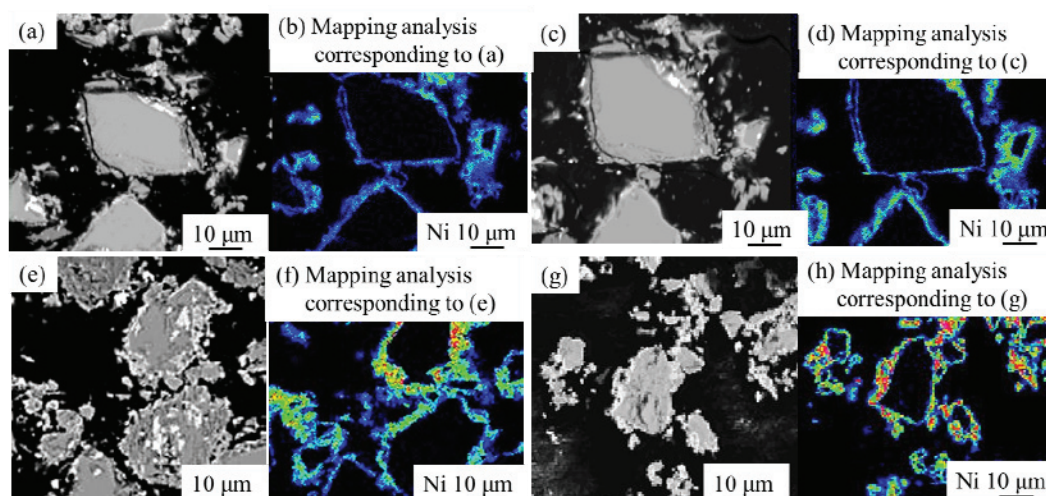 (a)
(b) Mapping analysis
corresponding to (a)
(c)
(d) Mapping analysis
corresponding to (c)
10 μm
Ni 10 μm
10 μm
Ni 10 μm
(e)
(f) Mapping analysis
corresponding to (e)
(g)
(h) Mapping analysis
corresponding to (g)
10 μm
Ni 10 μm
10 μm
Ni 10 μm